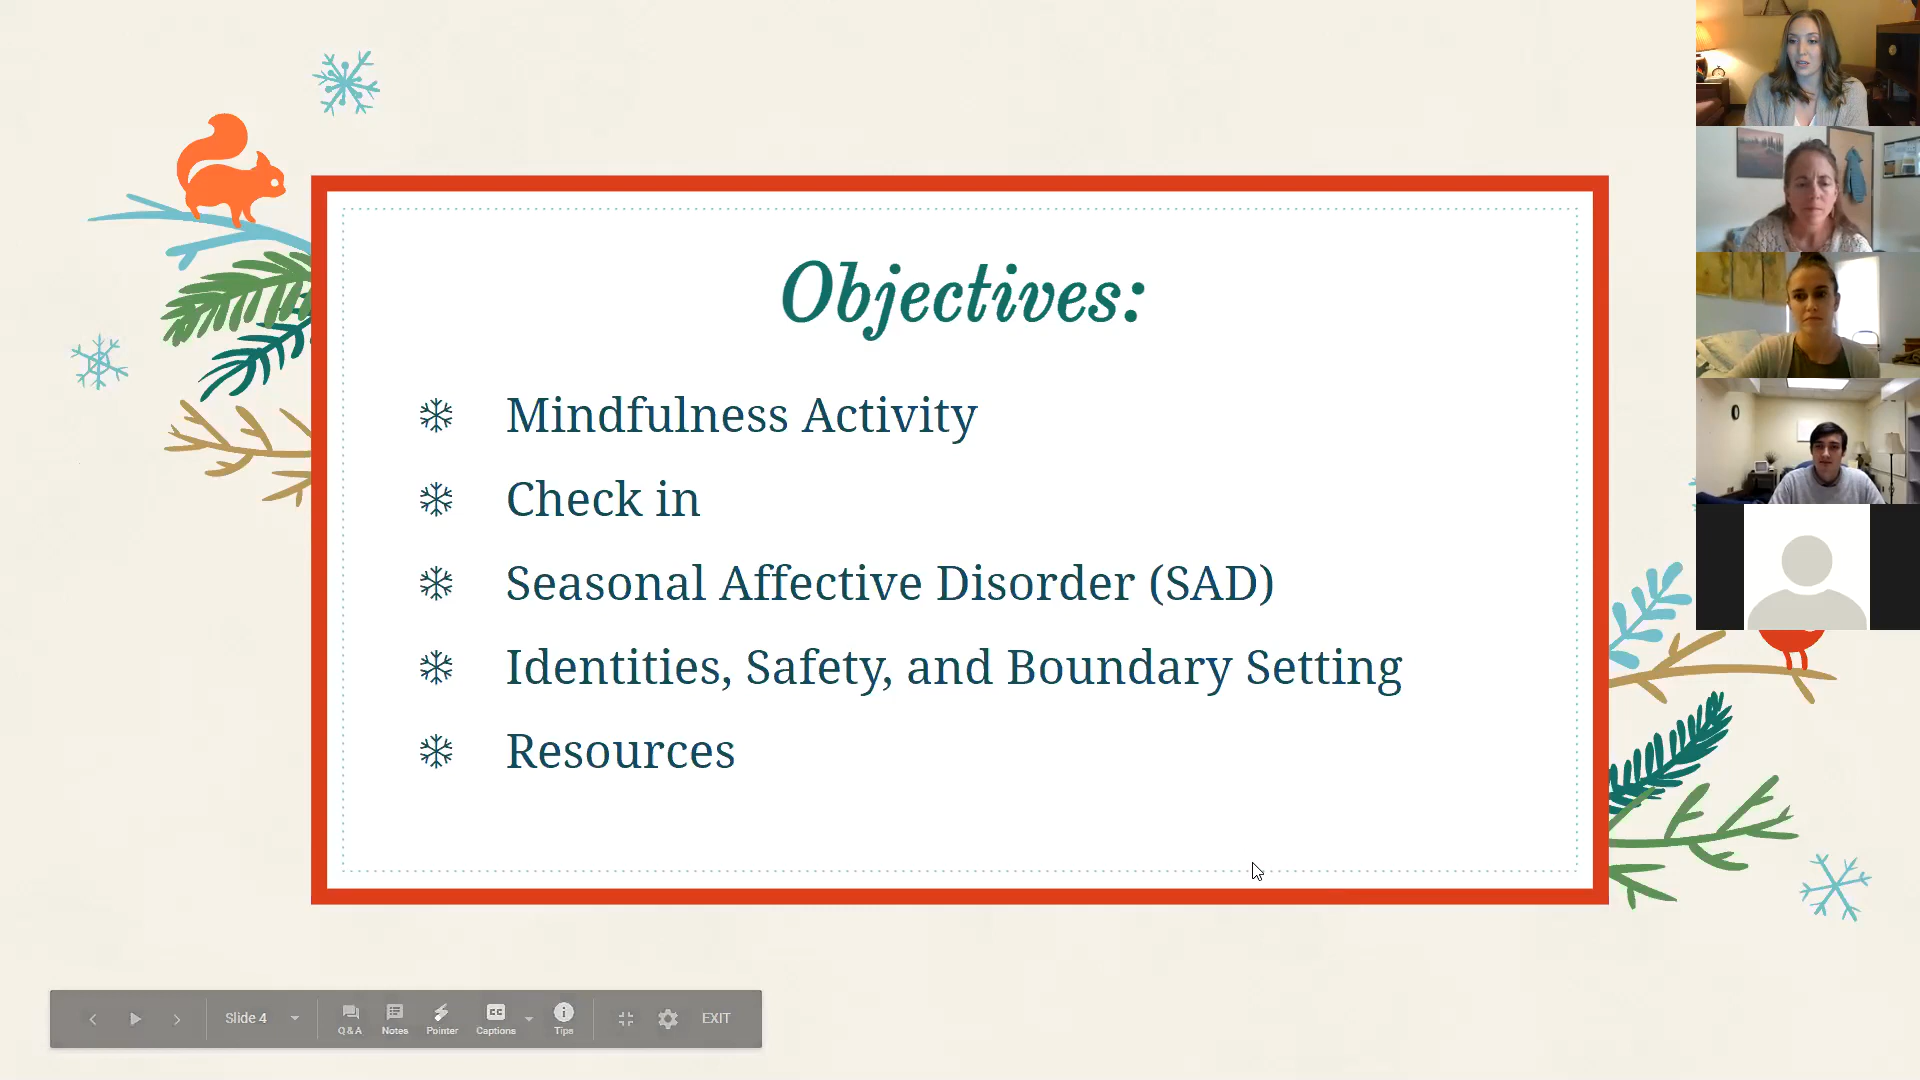 Objectives:
Mindfulness Activity
Check in
Seasonal Affective Disorder (SAD)
Identities, Safety, and Boundary Setting
Resources
Slide 4
Q&A
Notes
Pointer
CC
Captions
Tips
EXIT